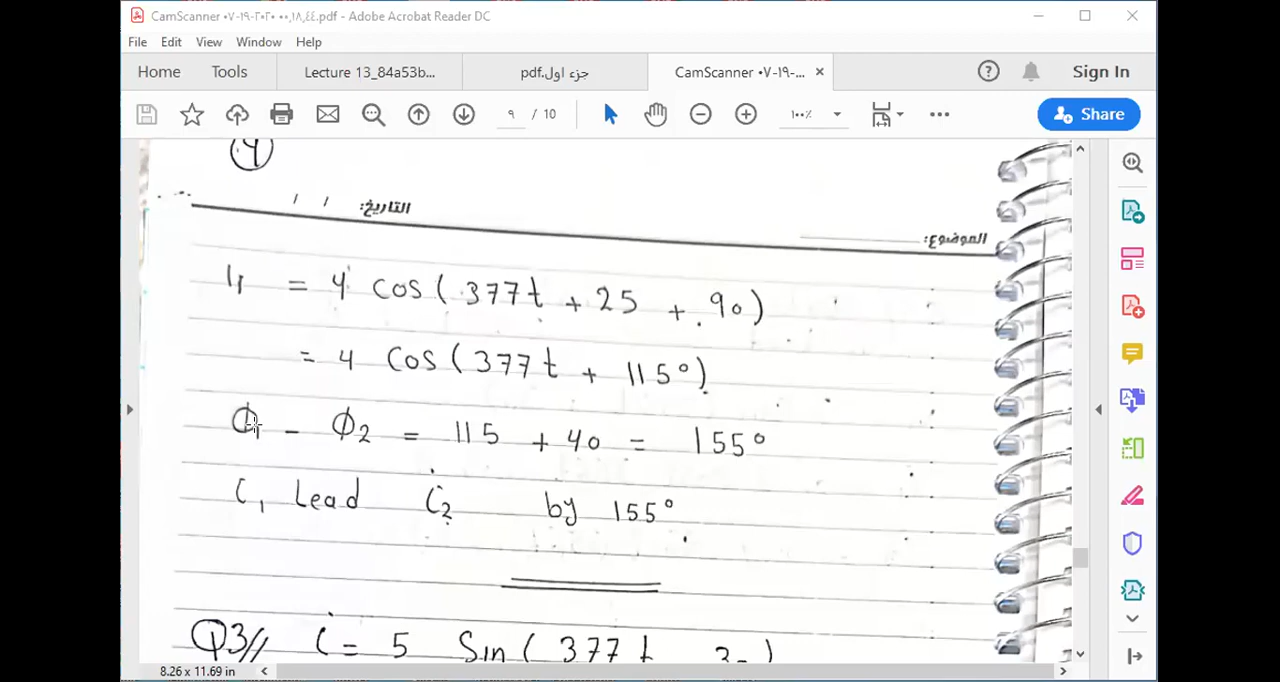 CamScanner ٠٧-١٩-٢٠٢٠ ٠٠,١٨,٤٤.pdf - Adobe Acrobat Reader DC
File Edit View Window Help
Home Tools Lecture 13_84a53b... جزء اول.pdf CamScanner ٠٧-١٩-... × Sign In
٩ / 10 ١٠٠٪ Share
التاريخ: / /
الموضوع:
= 4 cos(377t + 25 + 90)
= 4 cos(377t + 115°)
Φ1 - Φ2 = 115 + 40 = 155°
i1 Lead i2 by 155°
Q3// i = 5 Sin(377t
8.26 x 11.69 in